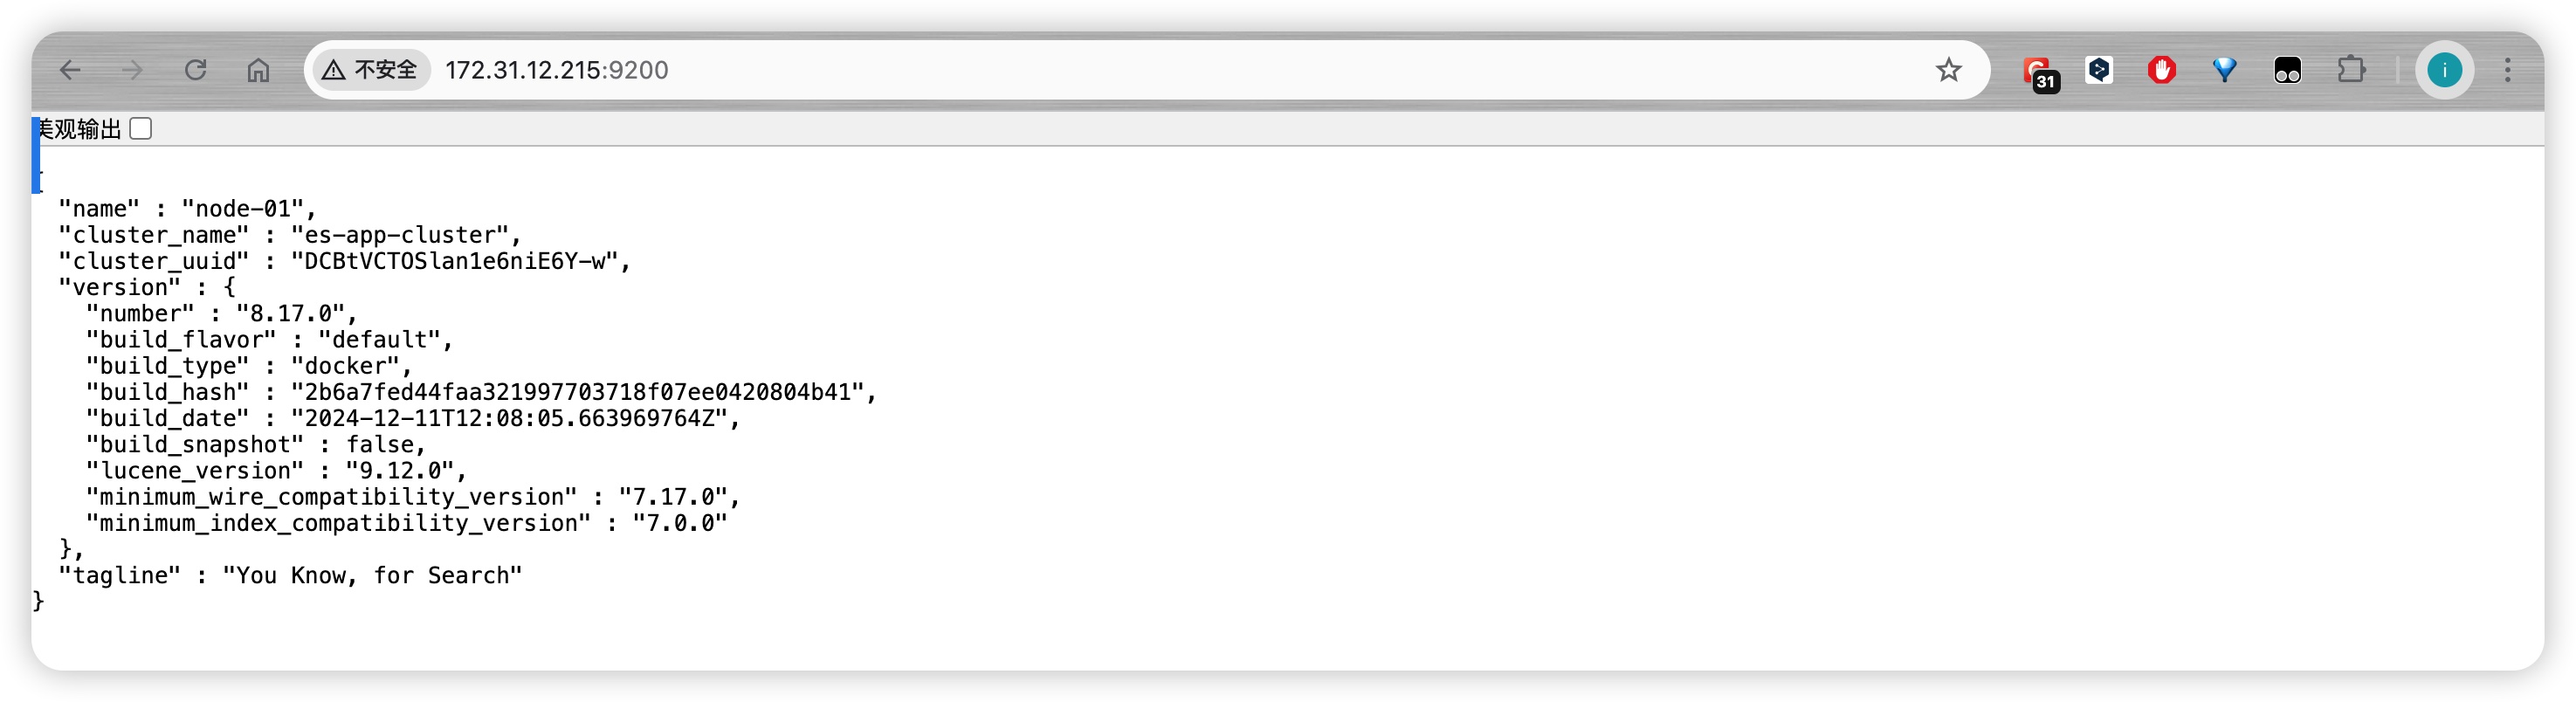 不安全 172.31.12.215:9200 31 i
美观输出
{
"name" : "node-01",
"cluster_name" : "es-app-cluster",
"cluster_uuid" : "DCBtVCTOSlan1e6niE6Y-w",
"version" : {
"number" : "8.17.0",
"build_flavor" : "default",
"build_type" : "docker",
"build_hash" : "2b6a7fed44faa321997703718f07ee0420804b41",
"build_date" : "2024-12-11T12:08:05.663969764Z",
"build_snapshot" : false,
"lucene_version" : "9.12.0",
"minimum_wire_compatibility_version" : "7.17.0",
"minimum_index_compatibility_version" : "7.0.0"
},
"tagline" : "You Know, for Search"
}